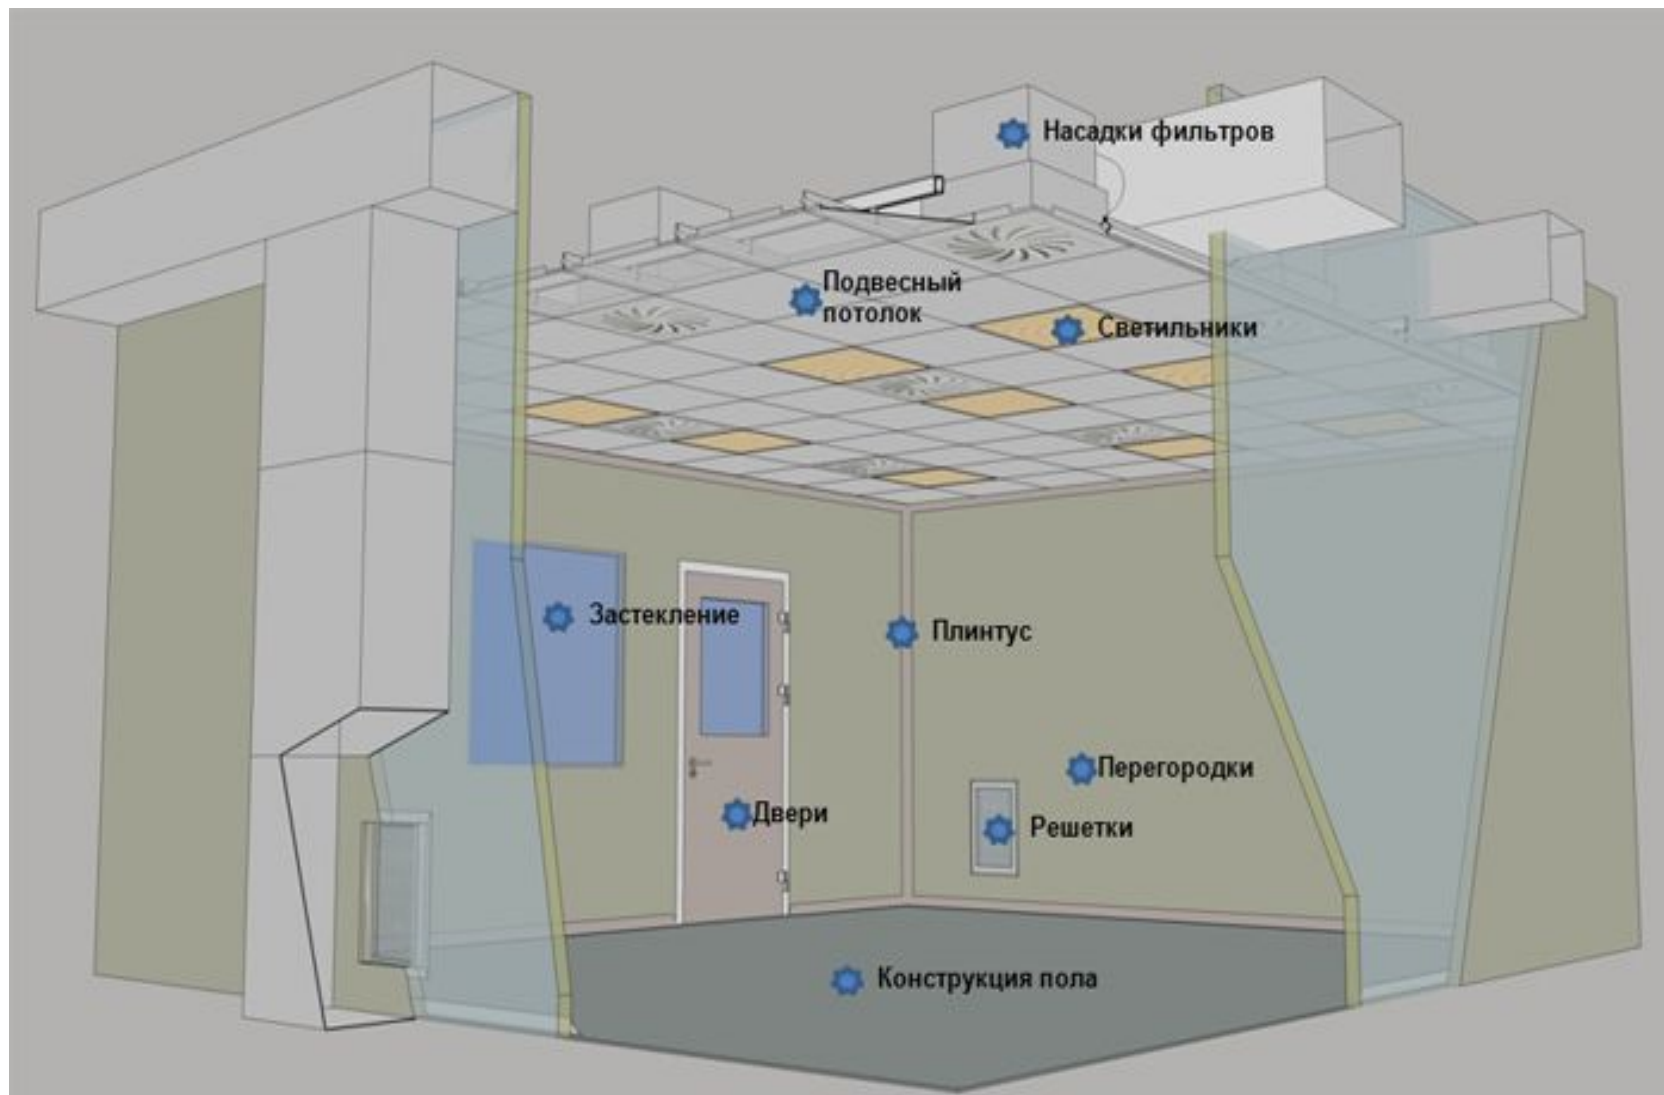 Насадки фильтров
Подвесный
потолок
Светильники
Застекление
Плинтус
Перегородки
Двери
Решетки
Конструкция пола